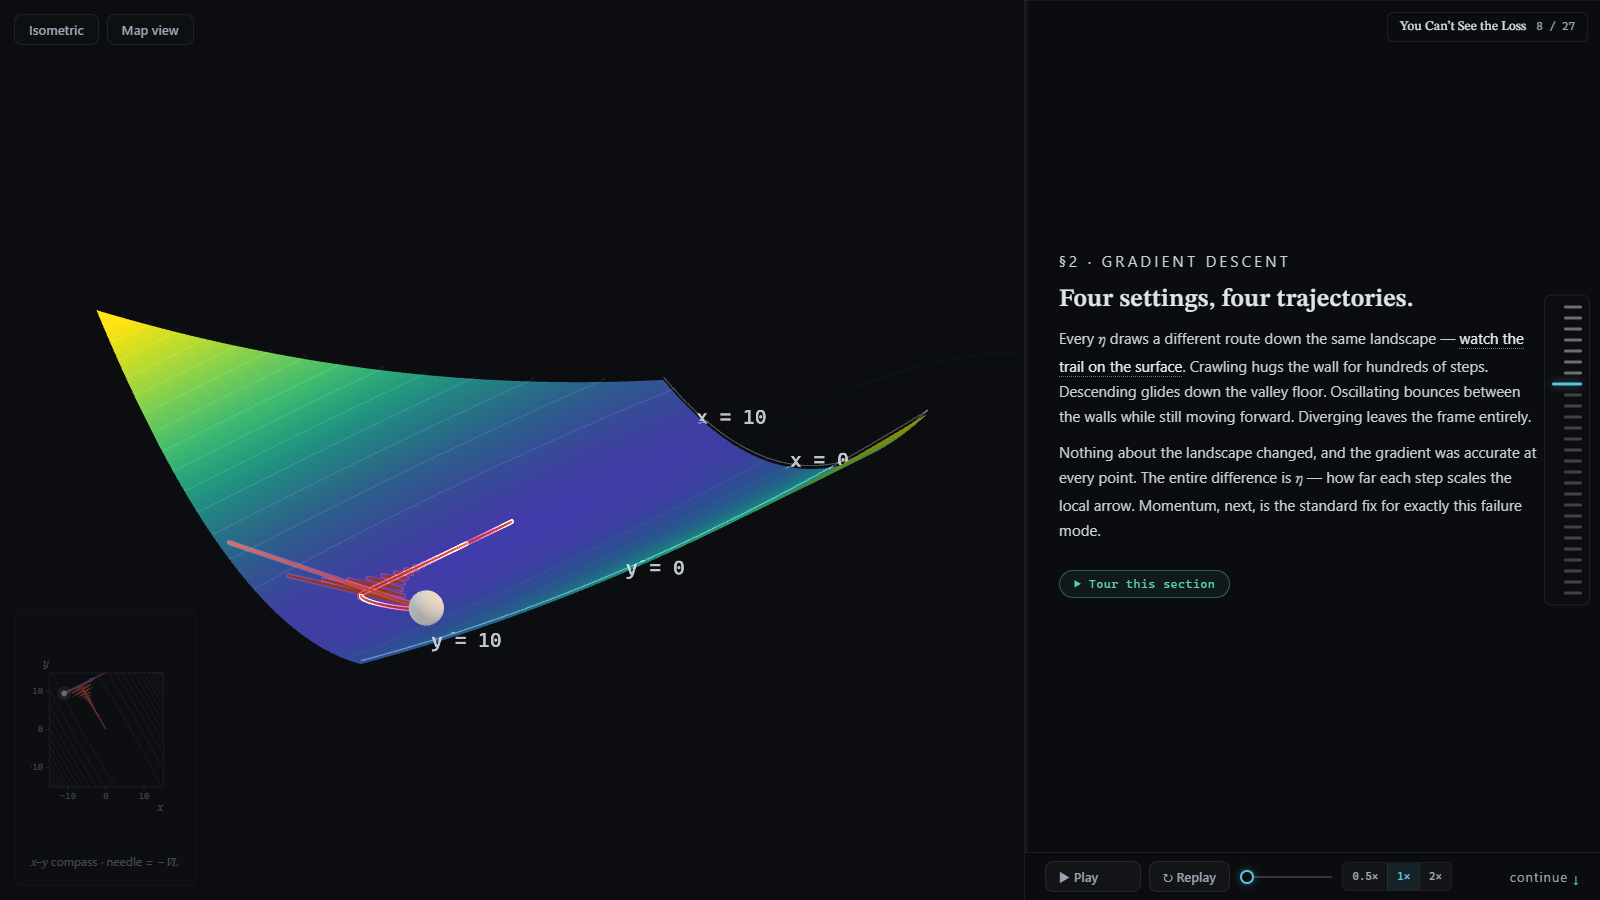 Isometric
Map view
You Can't See the Loss 8 / 27
x = 10
x = 0
y = 0
y = 10
§2 · GRADIENT DESCENT
Four settings, four trajectories.
Every η draws a different route down the same landscape — watch the
trail on the surface. Crawling hugs the wall for hundreds of steps.
Descending glides down the valley floor. Oscillating bounces between
the walls while still moving forward. Diverging leaves the frame entirely.
Nothing about the landscape changed, and the gradient was accurate at
every point. The entire difference is η — how far each step scales the
local arrow. Momentum, next, is the standard fix for exactly this failure
mode.
▶ Tour this section
y
10
0
-10
−10 0 10
x
x–y compass · needle = −∇L
▶ Play
↻ Replay
0.5×
1×
2×
continue ↓